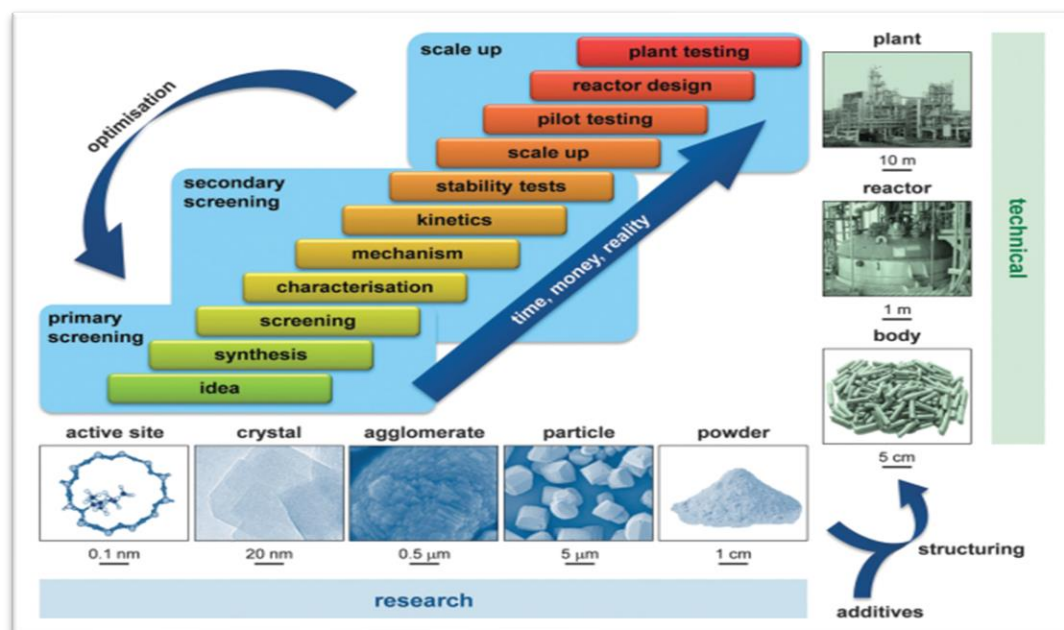 scale up
plant testing
reactor design
pilot testing
scale up
optimisation
secondary
screening
stability tests
kinetics
mechanism
characterisation
primary
screening
screening
synthesis
idea
time, money, reality
plant
10 m
reactor
1 m
body
5 cm
technical
active site
crystal
agglomerate
particle
powder
0.1 nm
20 nm
0.5 μm
5 μm
1 cm
structuring
additives
research